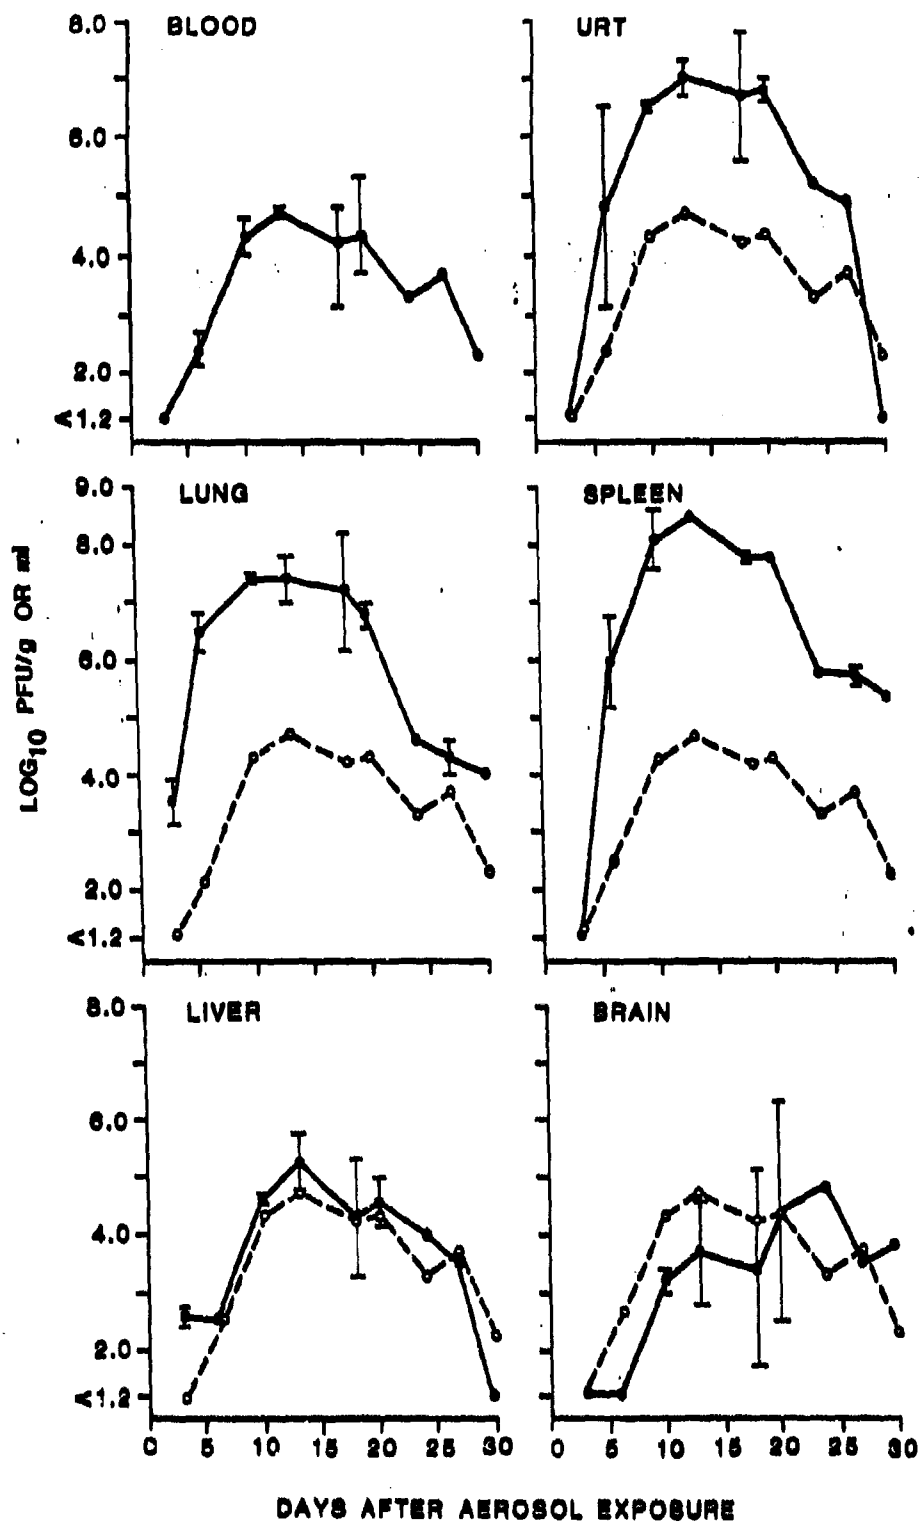 BLOOD
URT
8.0
6.0
4.0
2.0
<1.2
LUNG
SPLEEN
9.0
8.0
6.0
4.0
2.0
<1.2
LIVER
BRAIN
8.0
6.0
4.0
2.0
<1.2
0 5 10 15 20 25 30
0 5 10 15 20 25 30
LOG10 PFU/g OR ml
DAYS AFTER AEROSOL EXPOSURE